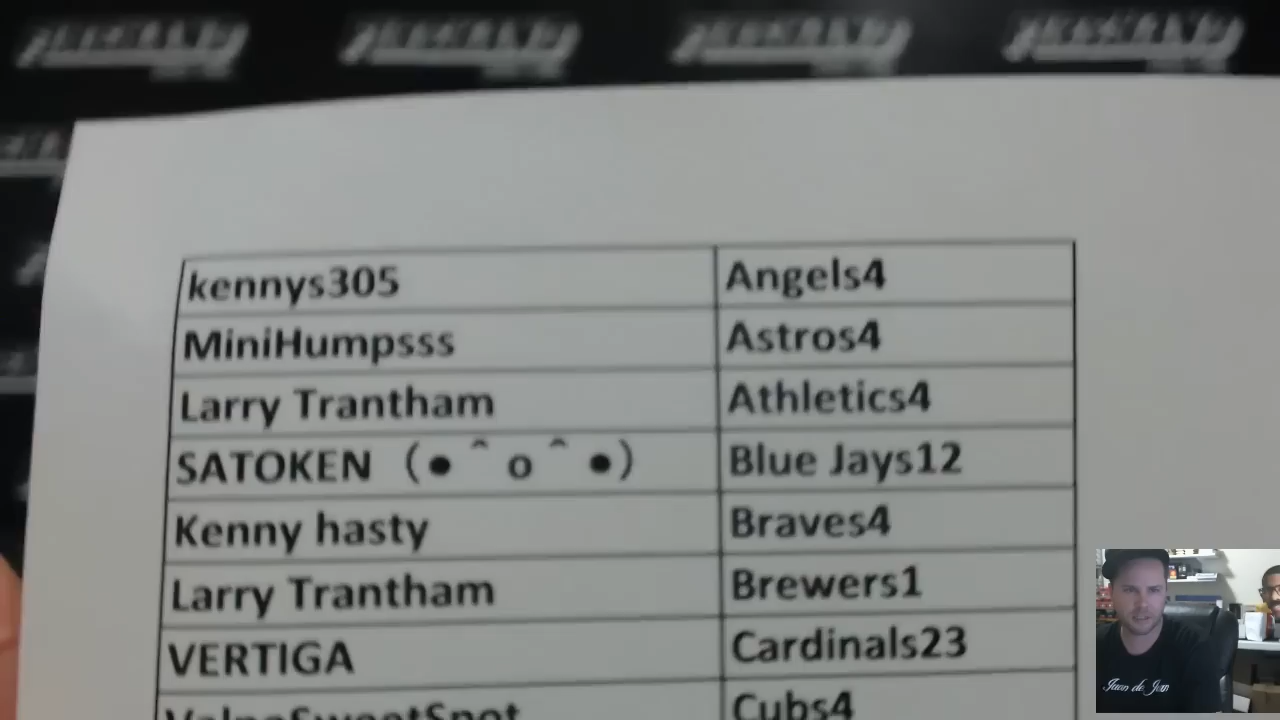 kennys305 Angels4
MiniHumpsss Astros4
Larry Trantham Athletics4
SATOKEN （● ＾ o ＾ ●） Blue Jays12
Kenny hasty Braves4
Larry Trantham Brewers1
VERTIGA Cardinals23
ValpoSweetSpot Cubs4